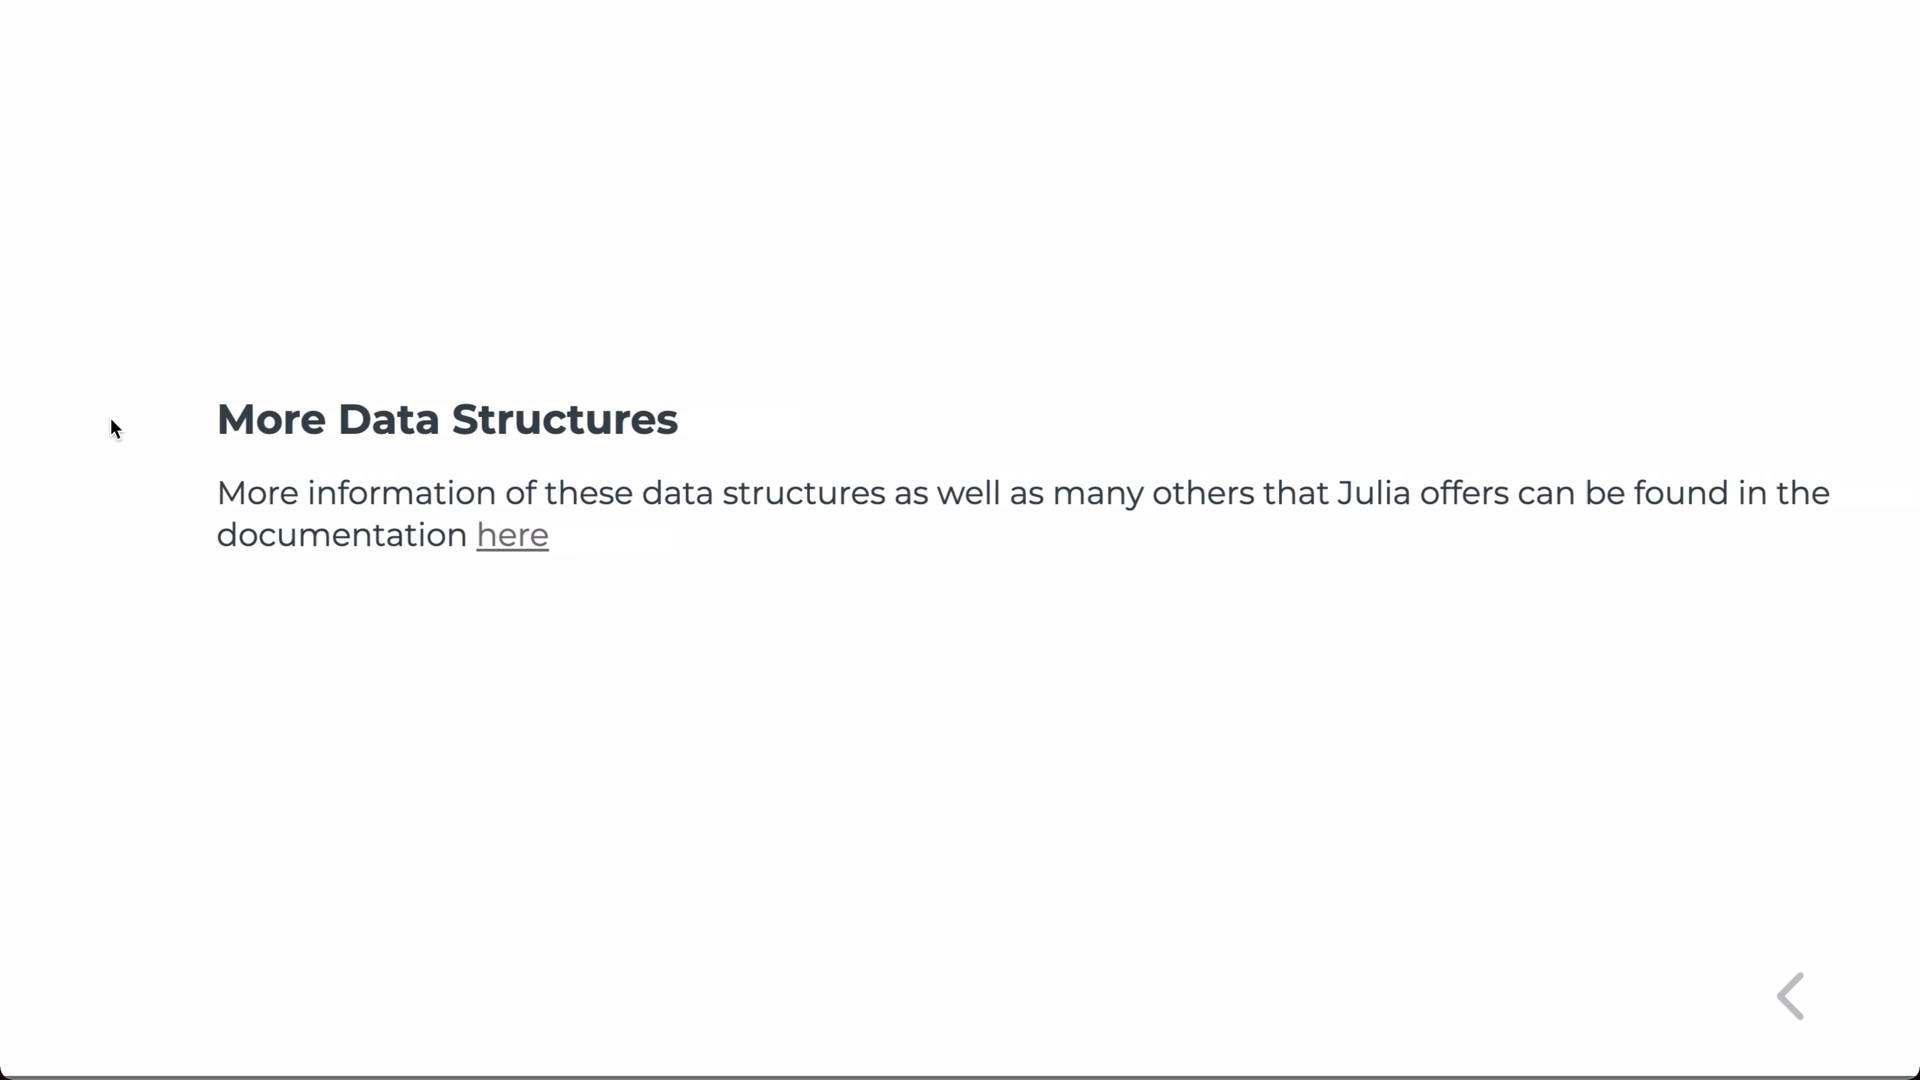 More Data Structures
More information of these data structures as well as many others that Julia offers can be found in the
documentation here